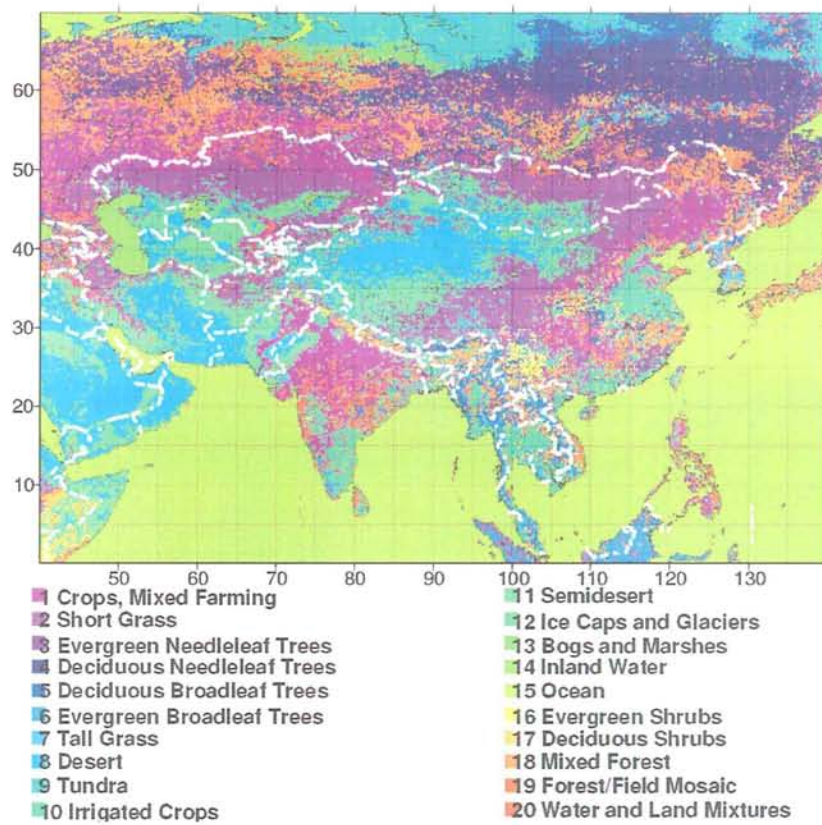 60
50
40
30
20
10
50 60 70 80 90 100 110 120 130
1 Crops, Mixed Farming
2 Short Grass
3 Evergreen Needleleaf Trees
4 Deciduous Needleleaf Trees
5 Deciduous Broadleaf Trees
6 Evergreen Broadleaf Trees
7 Tall Grass
8 Desert
9 Tundra
10 Irrigated Crops
11 Semidesert
12 Ice Caps and Glaciers
13 Bogs and Marshes
14 Inland Water
15 Ocean
16 Evergreen Shrubs
17 Deciduous Shrubs
18 Mixed Forest
19 Forest/Field Mosaic
20 Water and Land Mixtures